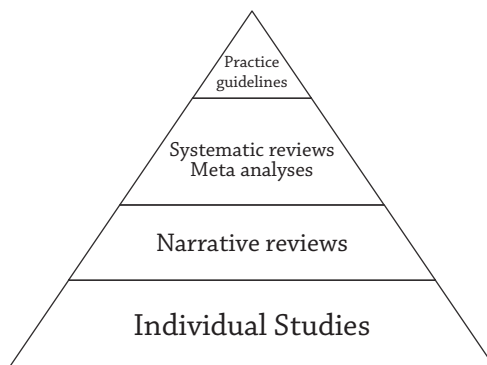 Practice
guidelines
Systematic reviews
Meta analyses
Narrative reviews
Individual Studies